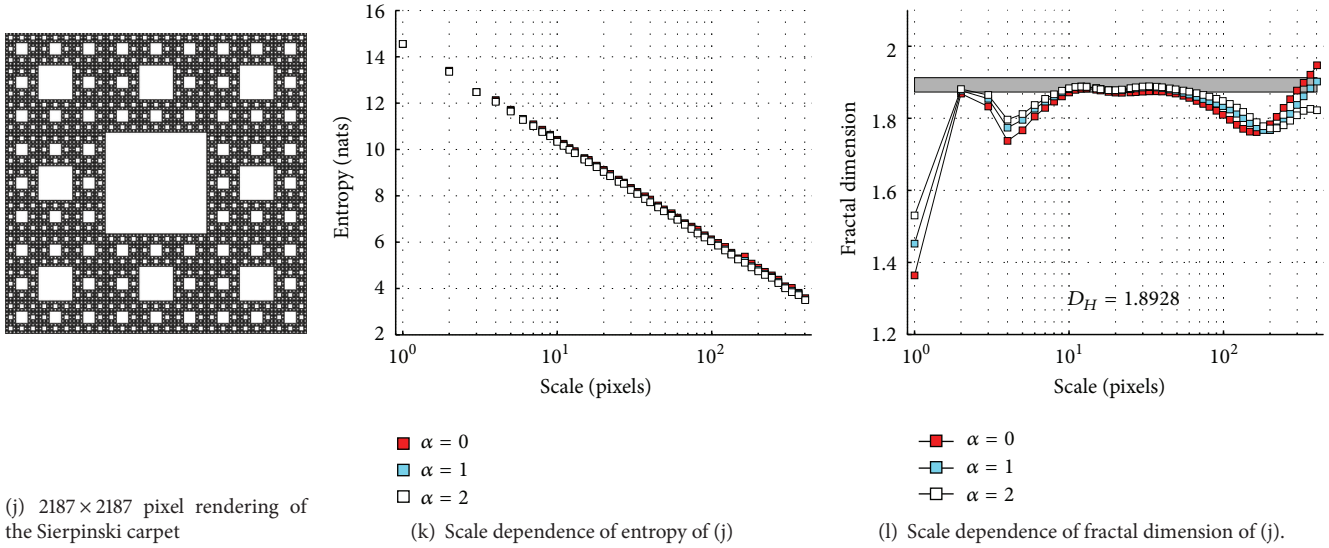 16
14
12
10
8
6
4
2
Entropy (nats)
10^0
10^1
10^2
Scale (pixels)
α = 0
α = 1
α = 2
2
1.8
1.6
1.4
1.2
Fractal dimension
D_H = 1.8928
10^0
10^1
10^2
Scale (pixels)
α = 0
α = 1
α = 2
(j) 2187 × 2187 pixel rendering of
the Sierpinski carpet
(k) Scale dependence of entropy of (j)
(l) Scale dependence of fractal dimension of (j).